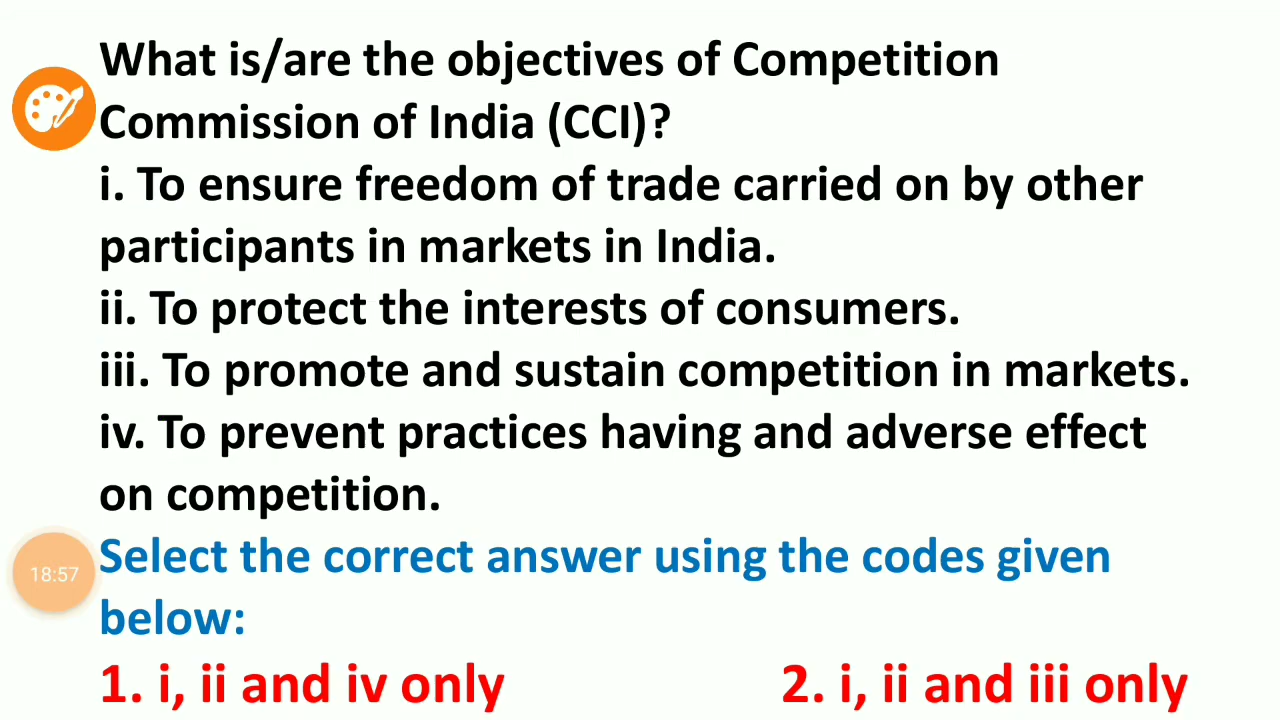 What is/are the objectives of Competition
Commission of India (CCI)?
i. To ensure freedom of trade carried on by other
participants in markets in India.
ii. To protect the interests of consumers.
iii. To promote and sustain competition in markets.
iv. To prevent practices having and adverse effect
on competition.
18:57
Select the correct answer using the codes given
below:
1. i, ii and iv only 2. i, ii and iii only